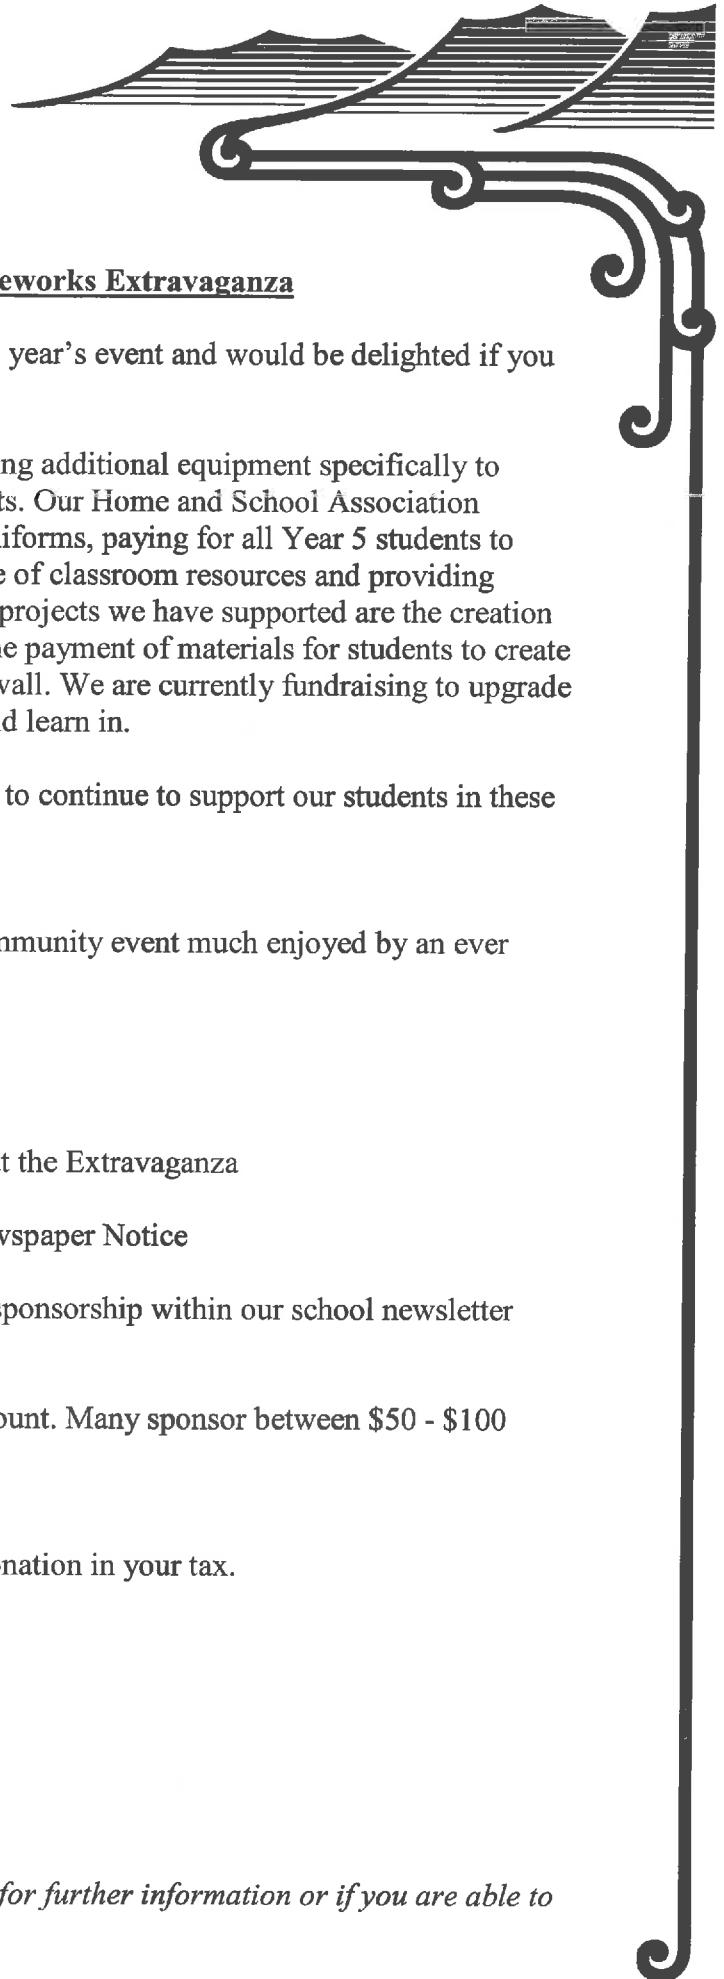 eworks Extravaganza
year's event and would be delighted if you
ng additional equipment specifically to
ts. Our Home and School Association
iforms, paying for all Year 5 students to
e of classroom resources and providing
projects we have supported are the creation
e payment of materials for students to create
wall. We are currently fundraising to upgrade
d learn in.
to continue to support our students in these
mmunity event much enjoyed by an ever
t the Extravaganza
wspaper Notice
sponsorship within our school newsletter
ount. Many sponsor between $50 - $100
nation in your tax.
for further information or if you are able to